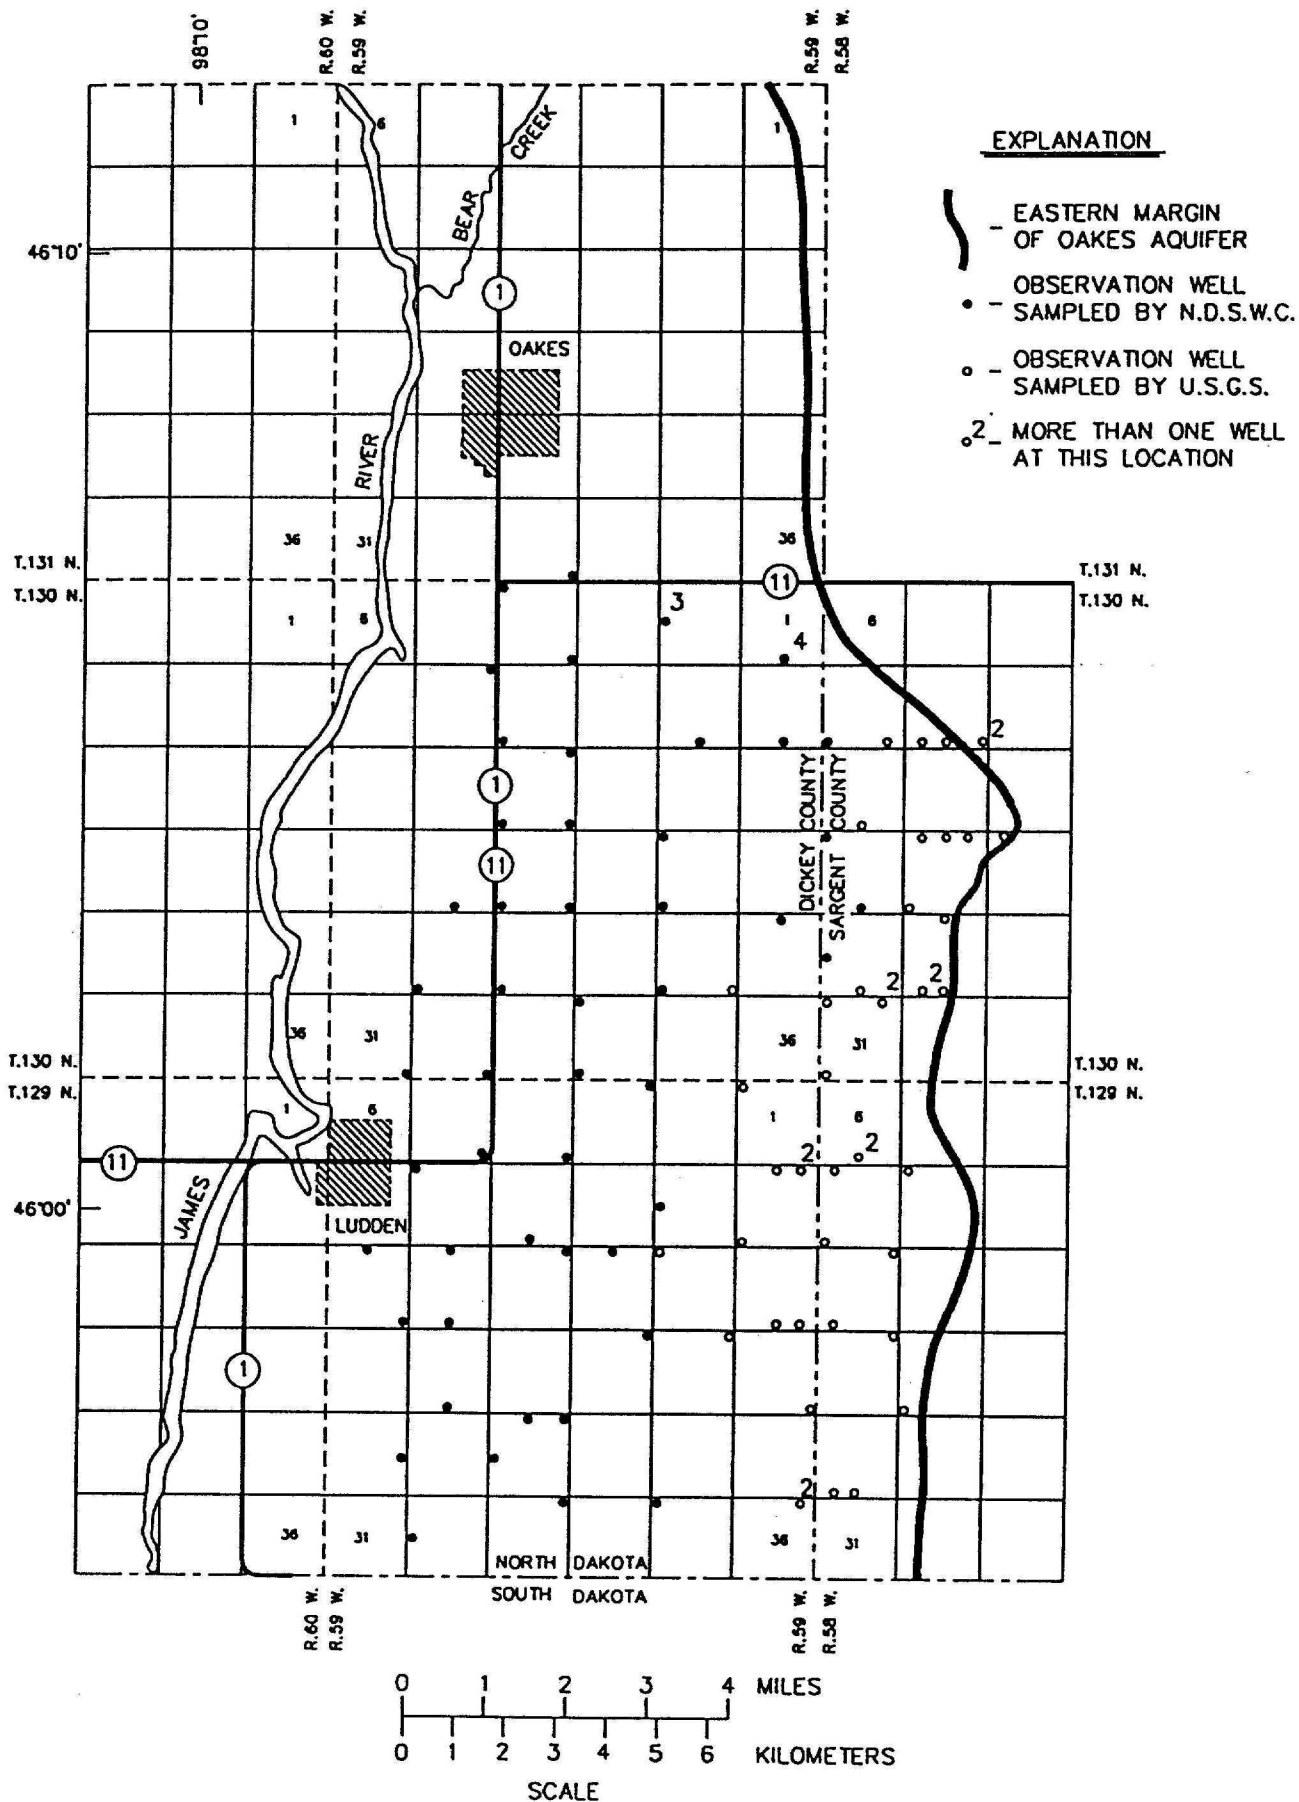 98°10'
R.60 W.
R.59 W.
R.59 W.
R.58 W.
1
6
1
BEAR
CREEK
46°10'
1
OAKES
RIVER
36
31
36
T.131 N.
T.130 N.
11
T.131 N.
T.130 N.
1
6
3
1
6
4
2
1
11
DICKEY COUNTY
SARGENT COUNTY
2
2
36
31
36
31
T.130 N.
T.129 N.
T.130 N.
T.129 N.
1
6
1
6
11
2
2
JAMES
46°00'
LUDDEN
1
2
36
31
36
31
NORTH DAKOTA
SOUTH DAKOTA
R.60 W.
R.59 W.
R.59 W.
R.58 W.
EXPLANATION
- EASTERN MARGIN
OF OAKES AQUIFER
- OBSERVATION WELL
SAMPLED BY N.D.S.W.C.
- OBSERVATION WELL
SAMPLED BY U.S.G.S.
2 - MORE THAN ONE WELL
AT THIS LOCATION
0 1 2 3 4 MILES
0 1 2 3 4 5 6 KILOMETERS
SCALE